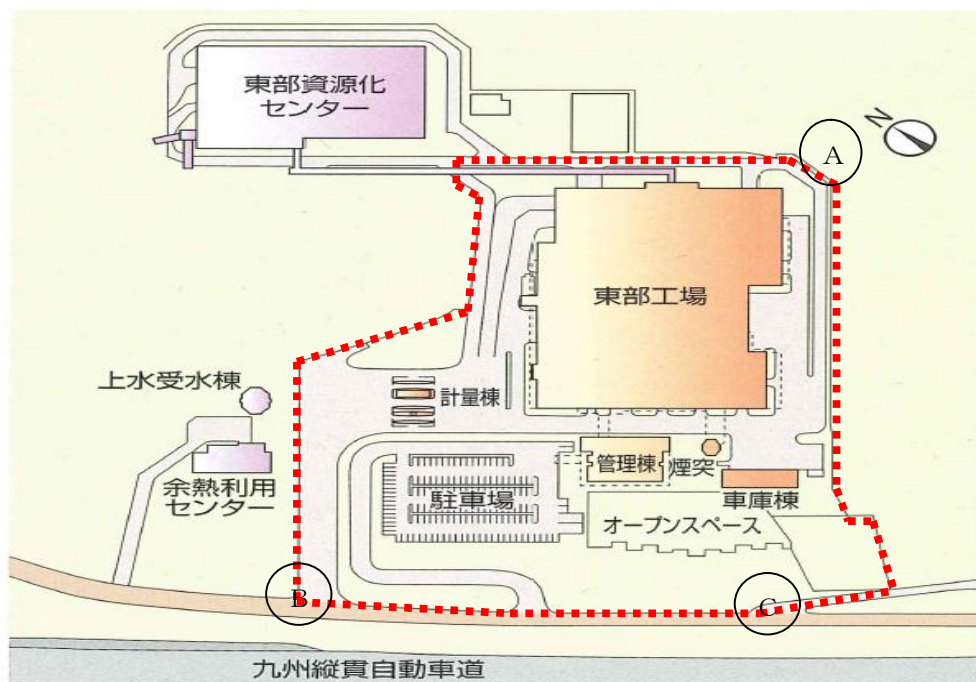 東部資源化
センター
N
A
東部工場
上水受水棟
計量棟
余熱利用
センター
駐車場
管理棟
煙突
車庫棟
オープンスペース
B
C
九州縦貫自動車道